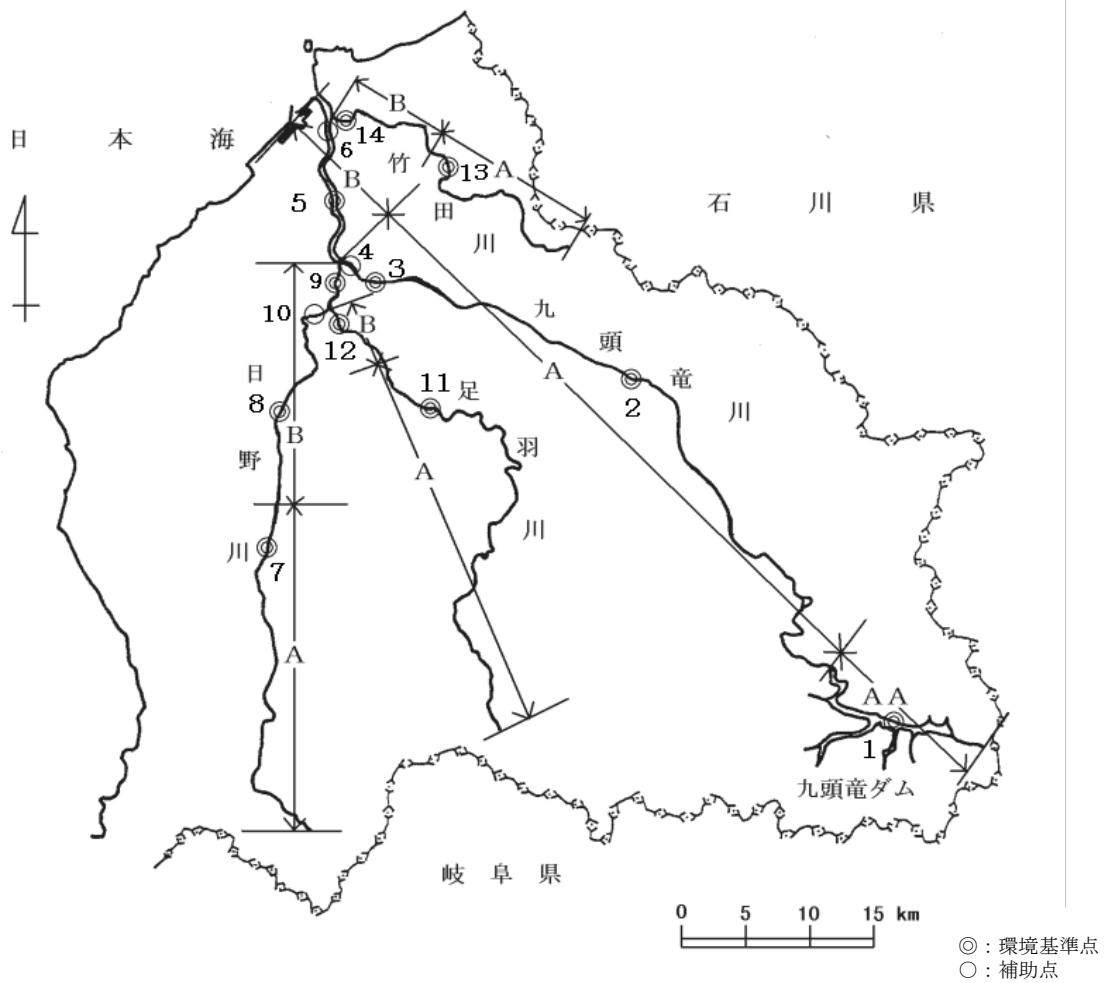 日本海
石川県
岐阜県
九頭竜川
竹田川
日野川
足羽川
九頭竜ダム
B
A
B
A
AA
B
A
B
A
1
2
3
4
5
6
7
8
9
10
11
12
13
14
0 5 10 15 km
◎：環境基準点
○：補助点